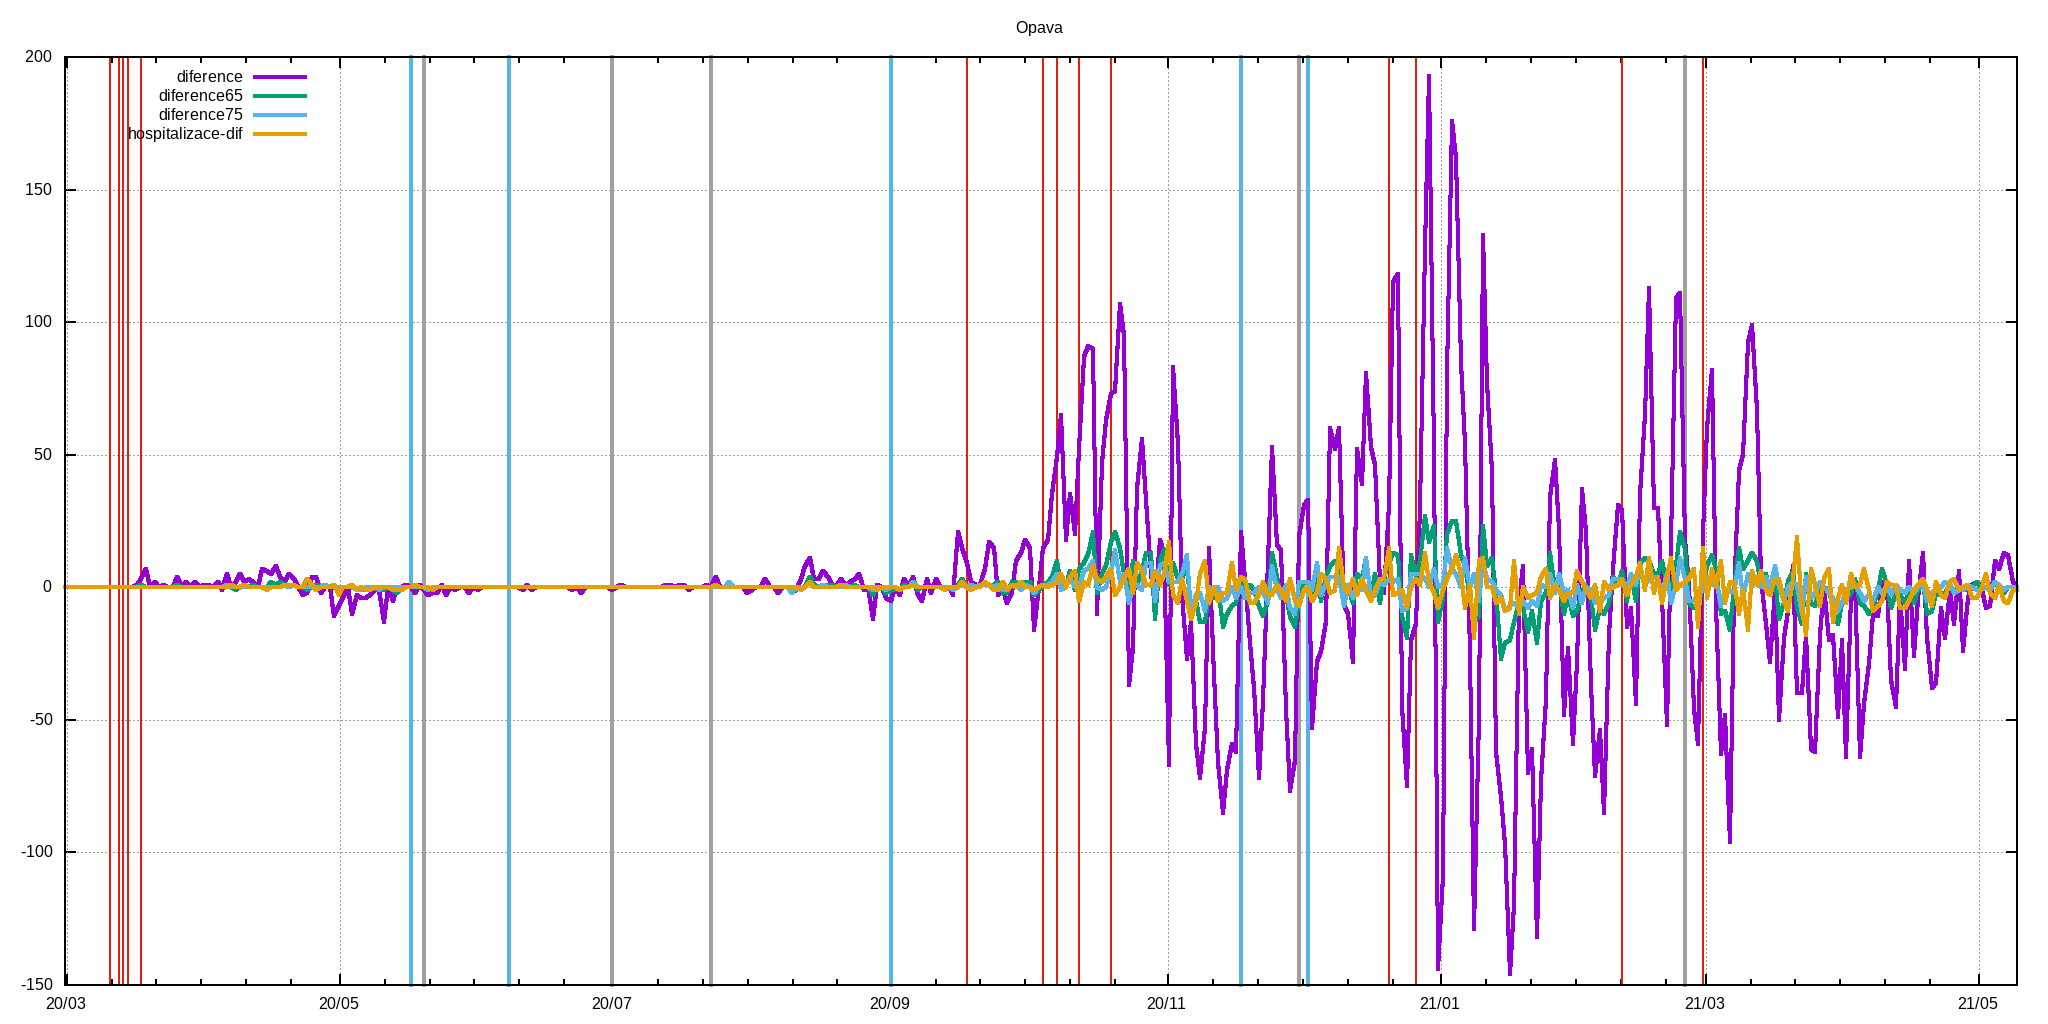 Opava
200
diference
diference65
diference75
hospitalizace-dif
150
100
50
0
-50
-100
-150
20/03 20/05 20/07 20/09 20/11 21/01 21/03 21/05